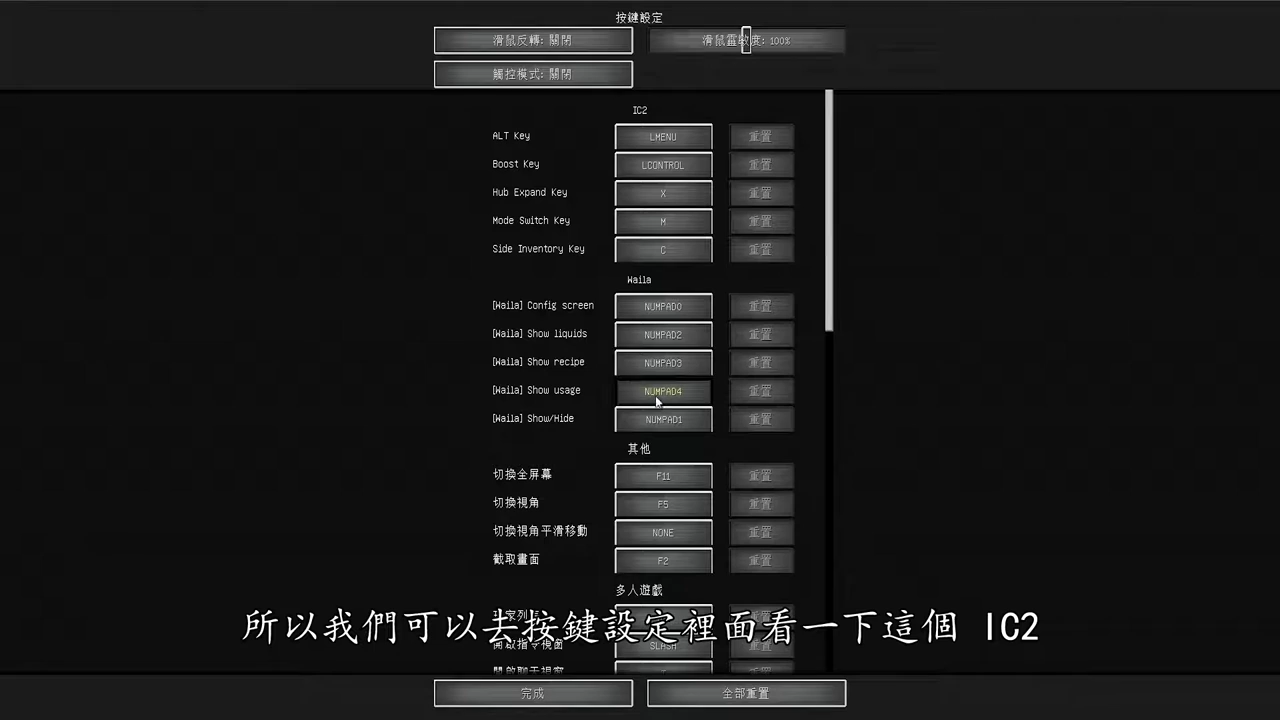 按鍵設定
滑鼠反轉: 關閉 滑鼠靈敏度: 100%
觸控模式: 關閉
IC2
ALT Key LMENU 重置
Boost Key LCONTROL 重置
Hub Expand Key X 重置
Mode Switch Key M 重置
Side Inventory Key C 重置
Waila
[Waila] Config screen NUMPAD0 重置
[Waila] Show liquids NUMPAD2 重置
[Waila] Show recipe NUMPAD3 重置
[Waila] Show usage NUMPAD4 重置
[Waila] Show/Hide NUMPAD1 重置
其他
切換全屏幕 F11 重置
切換視角 F5 重置
切換視角平滑移動 NONE 重置
截取畫面 F2 重置
多人遊戲
所以我們可以去按鍵設定裡面看一下這個 IC2
開啟指令視窗 SLASH
完成 全部重置